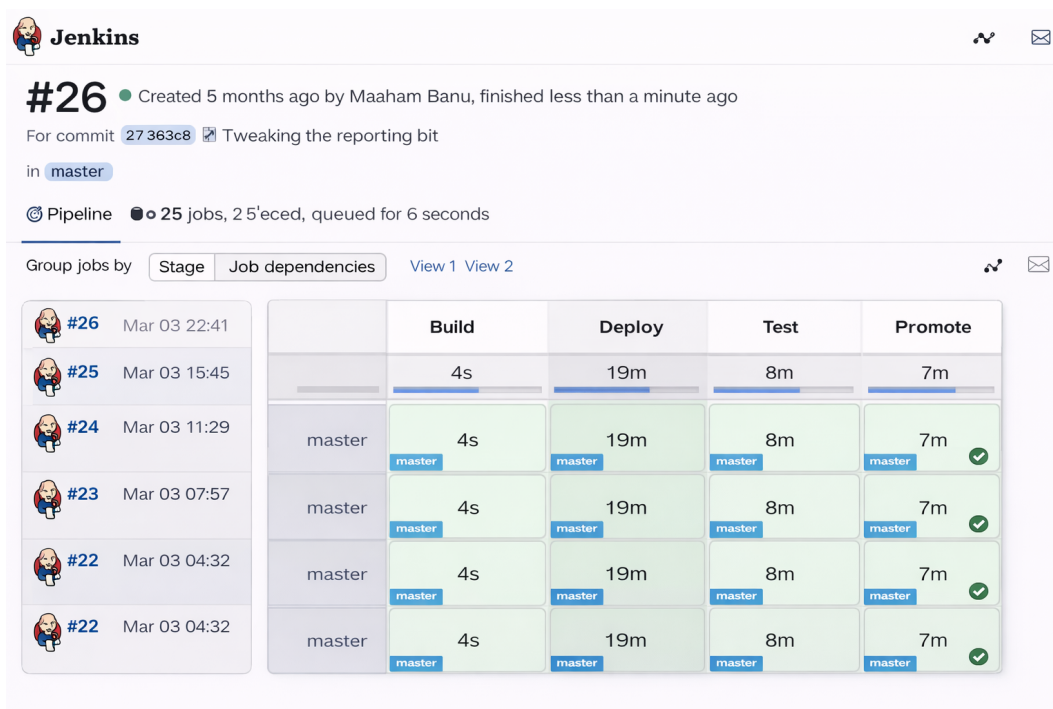 Jenkins
#26 Created 5 months ago by Maaham Banu, finished less than a minute ago
For commit 27 363c8 Tweaking the reporting bit
in master
Pipeline 25 jobs, 2 5'eced, queued for 6 seconds
Group jobs by Stage Job dependencies View 1 View 2
#26 Mar 03 22:41
Build Deploy Test Promote
#25 Mar 03 15:45
4s 19m 8m 7m
#24 Mar 03 11:29
master 4s 19m 8m 7m
master master master master
#23 Mar 03 07:57
master 4s 19m 8m 7m
master master master master
#22 Mar 03 04:32
master 4s 19m 8m 7m
master master master master
#22 Mar 03 04:32
master 4s 19m 8m 7m
master master master master